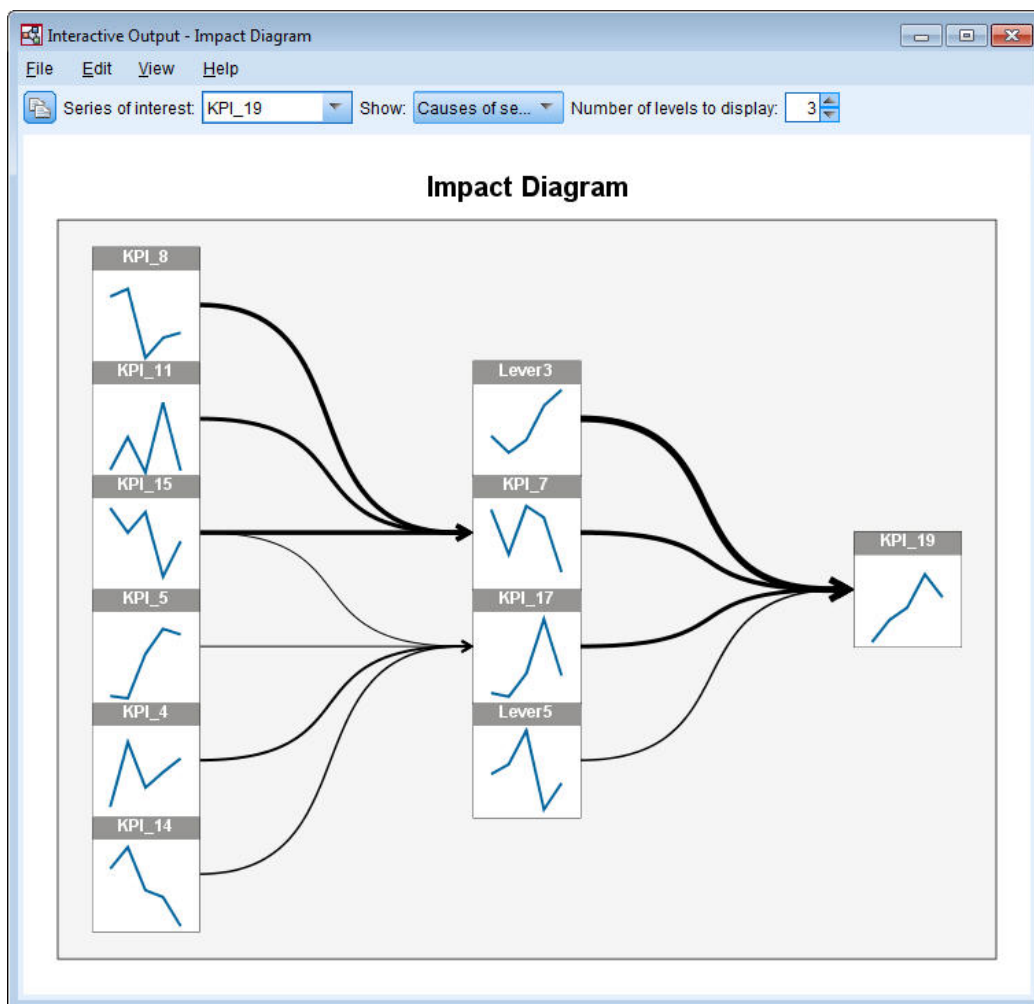 Interactive Output - Impact Diagram
File Edit View Help
Series of interest: KPI_19 Show: Causes of se... Number of levels to display: 3
Impact Diagram
KPI_8
KPI_11
Lever3
KPI_15
KPI_7
KPI_19
KPI_5
KPI_17
KPI_4
Lever5
KPI_14